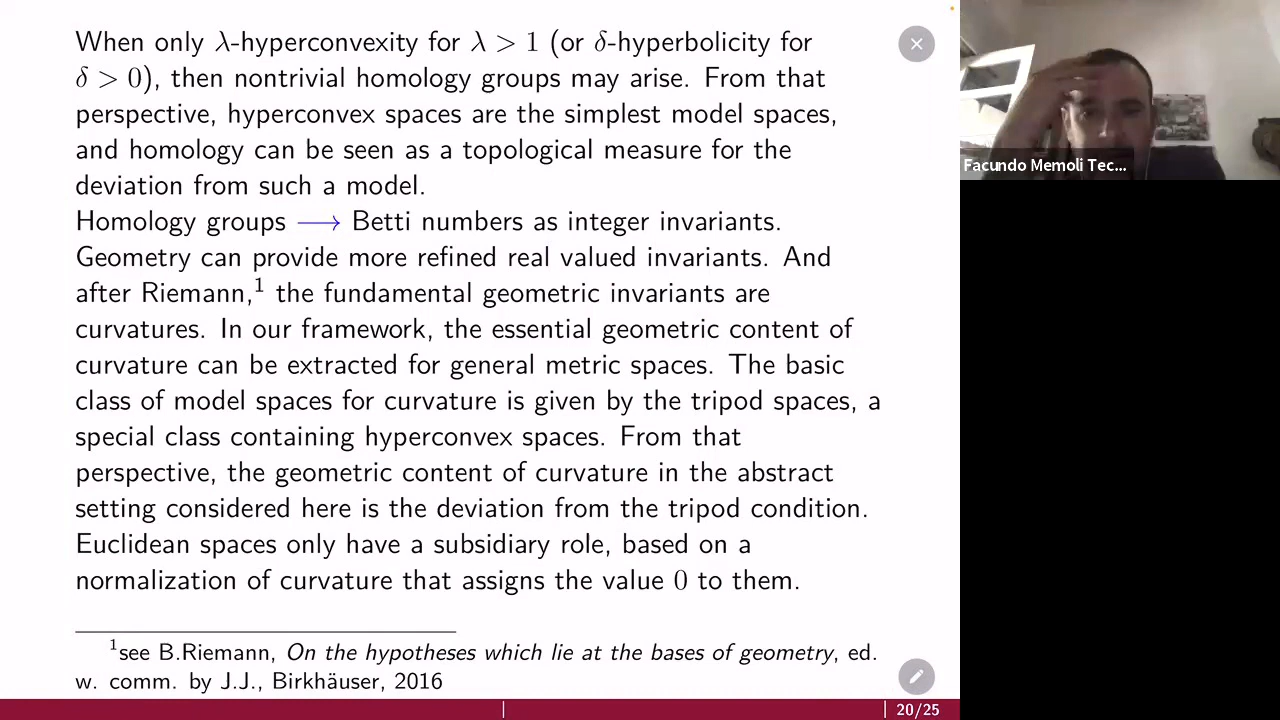 When only λ-hyperconvexity for λ > 1 (or δ-hyperbolicity for
δ > 0), then nontrivial homology groups may arise. From that
perspective, hyperconvex spaces are the simplest model spaces,
and homology can be seen as a topological measure for the
deviation from such a model.
Homology groups ⟶ Betti numbers as integer invariants.
Geometry can provide more refined real valued invariants. And
after Riemann,¹ the fundamental geometric invariants are
curvatures. In our framework, the essential geometric content of
curvature can be extracted for general metric spaces. The basic
class of model spaces for curvature is given by the tripod spaces, a
special class containing hyperconvex spaces. From that
perspective, the geometric content of curvature in the abstract
setting considered here is the deviation from the tripod condition.
Euclidean spaces only have a subsidiary role, based on a
normalization of curvature that assigns the value 0 to them.
¹see B.Riemann, On the hypotheses which lie at the bases of geometry, ed.
w. comm. by J.J., Birkhäuser, 2016
20/25
Facundo Memoli Tec...